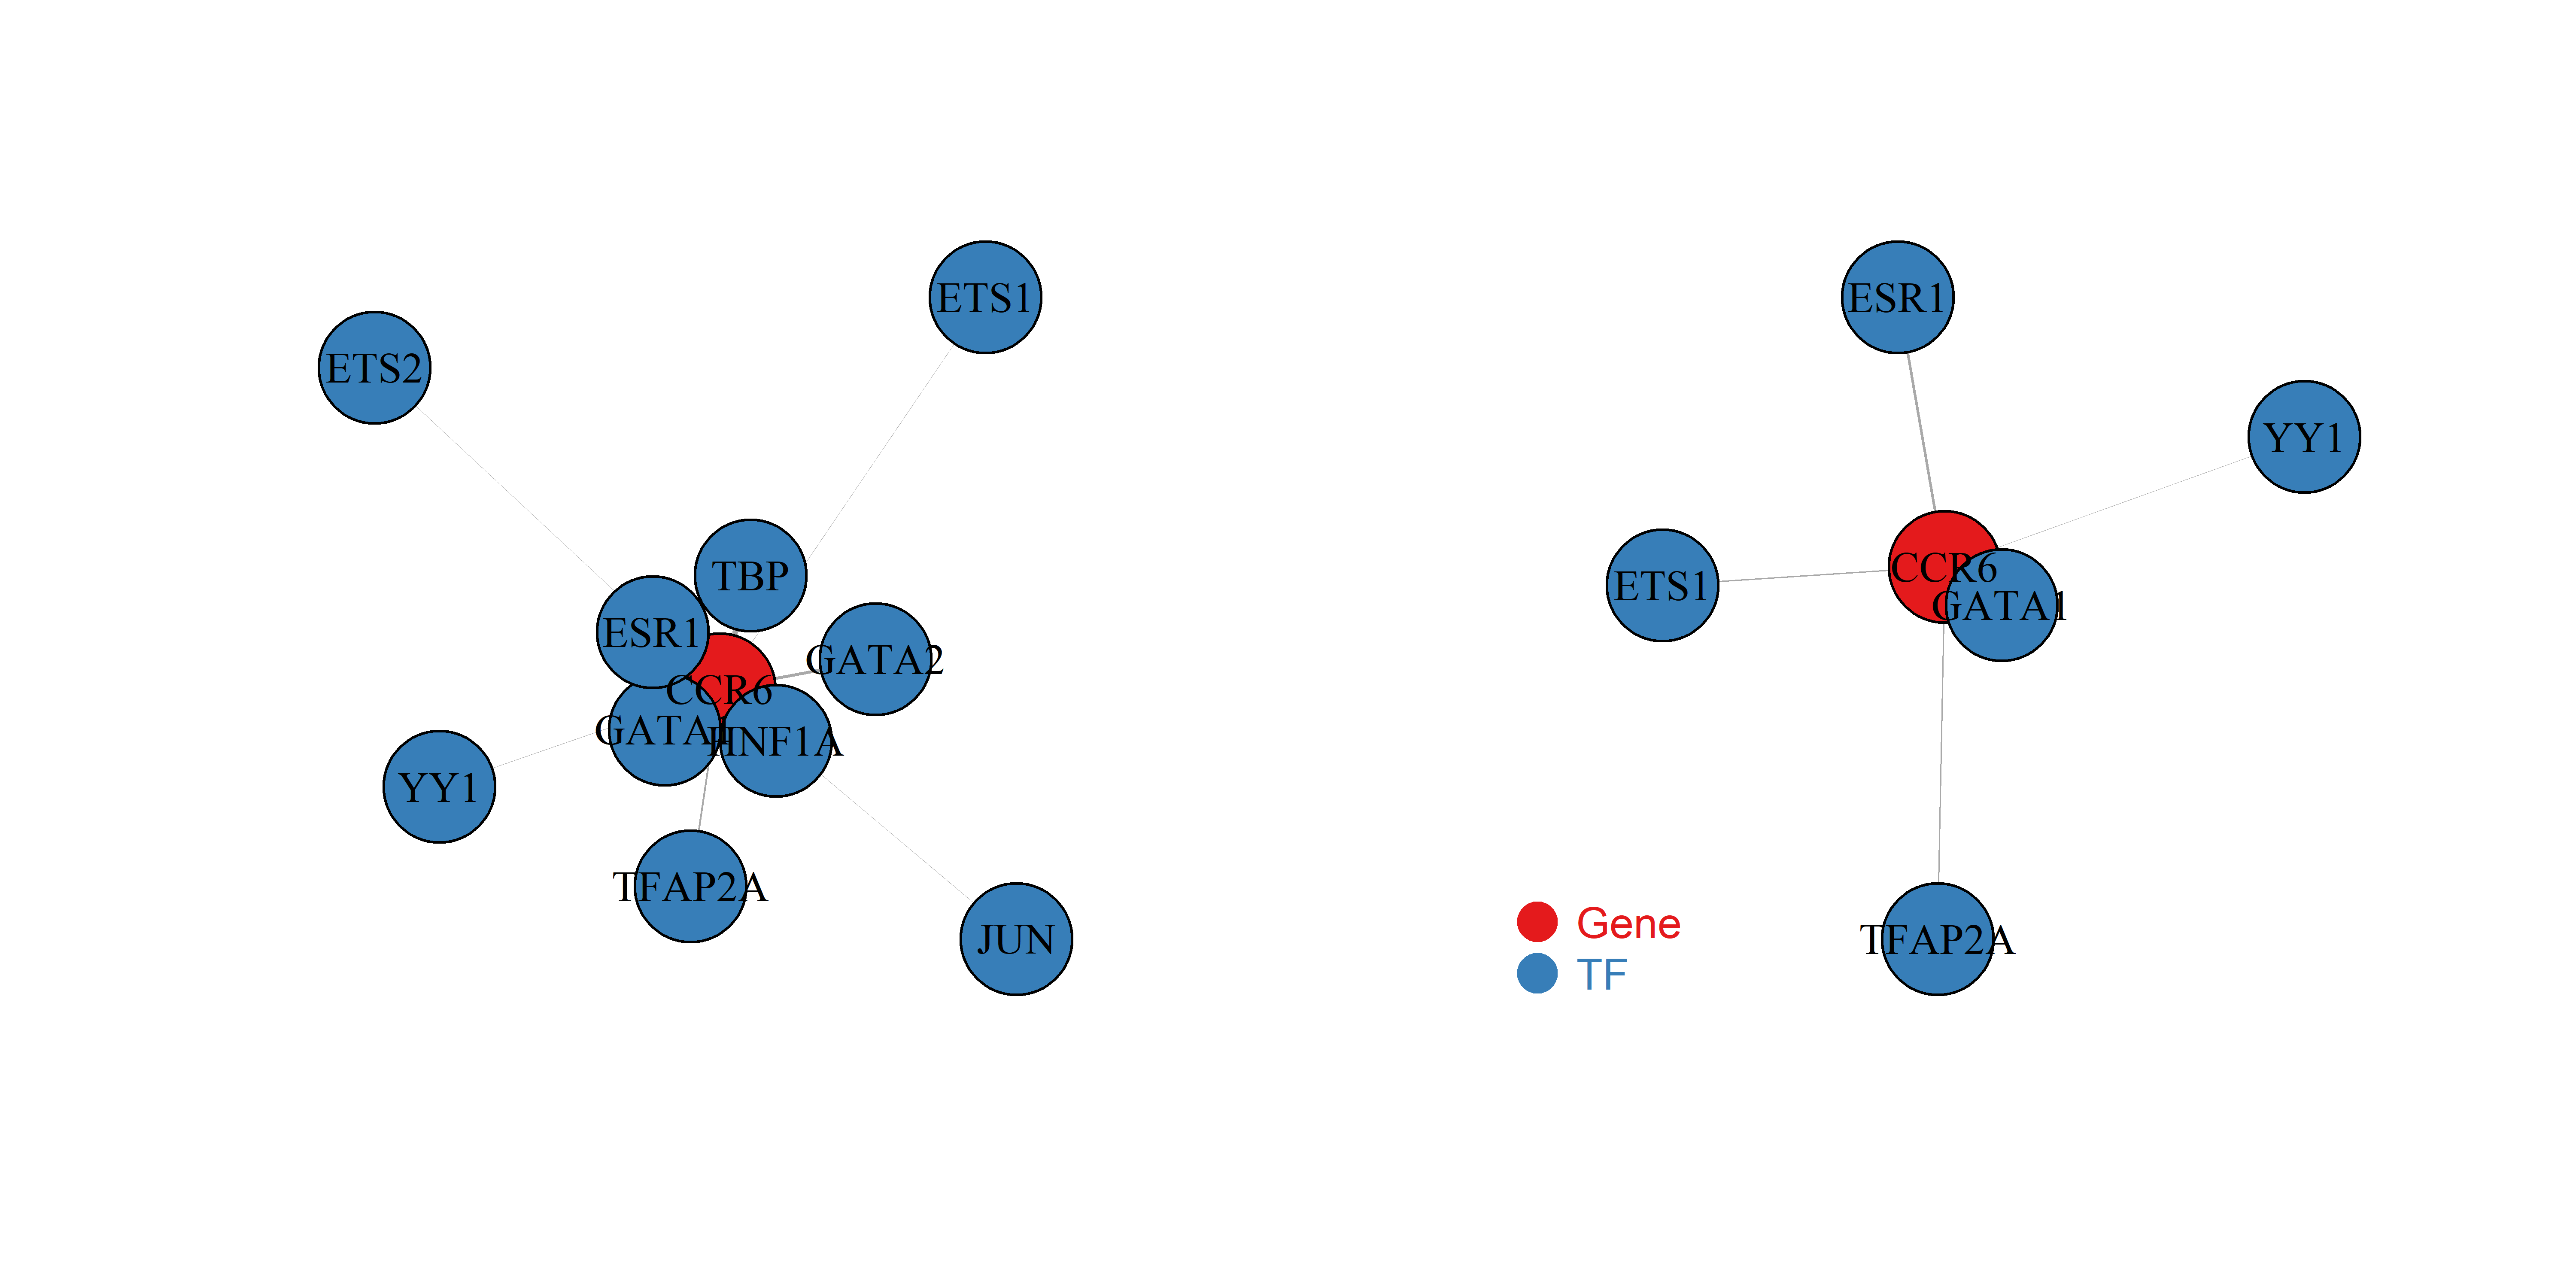 ETS1
ETS2
TBP
ESR1
GATA2
CCR6
GATA1
HNF1A
YY1
TFAP2A
JUN
ESR1
YY1
CCR6
ETS1
GATA1
Gene
TF
TFAP2A